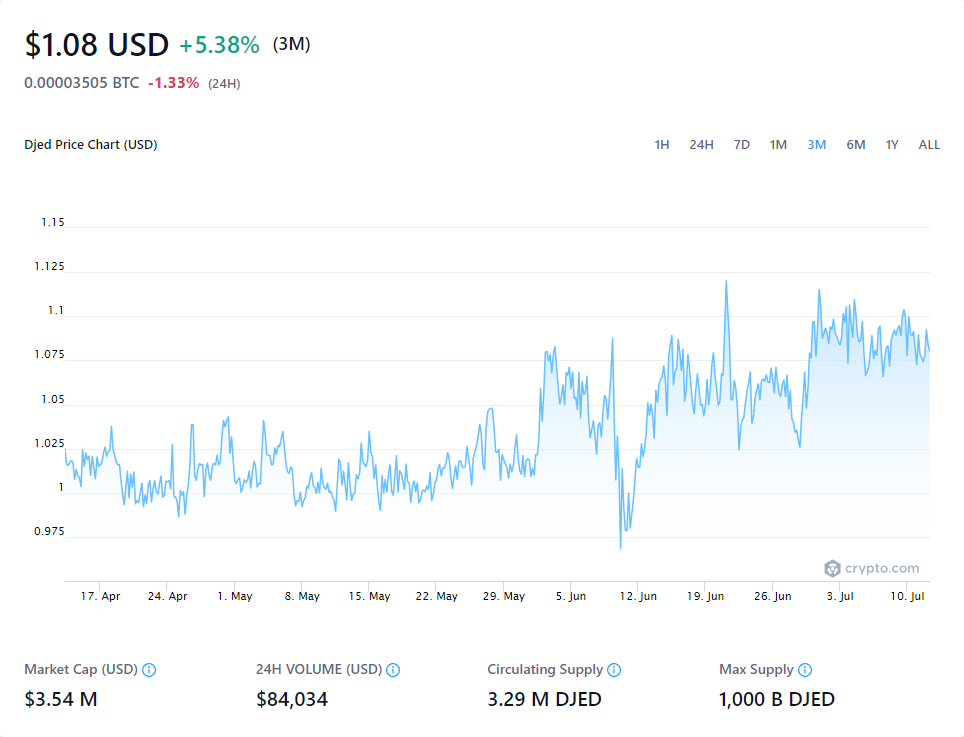 $1.08 USD +5.38% (3M)
0.00003505 BTC -1.33% (24H)
Djed Price Chart (USD) 1H 24H 7D 1M 3M 6M 1Y ALL
1.15
1.125
1.1
1.075
1.05
1.025
1
0.975
crypto.com
17. Apr 24. Apr 1. May 8. May 15. May 22. May 29. May 5. Jun 12. Jun 19. Jun 26. Jun 3. Jul 10. Jul
Market Cap (USD) 24H VOLUME (USD) Circulating Supply Max Supply
$3.54 M $84,034 3.29 M DJED 1,000 B DJED